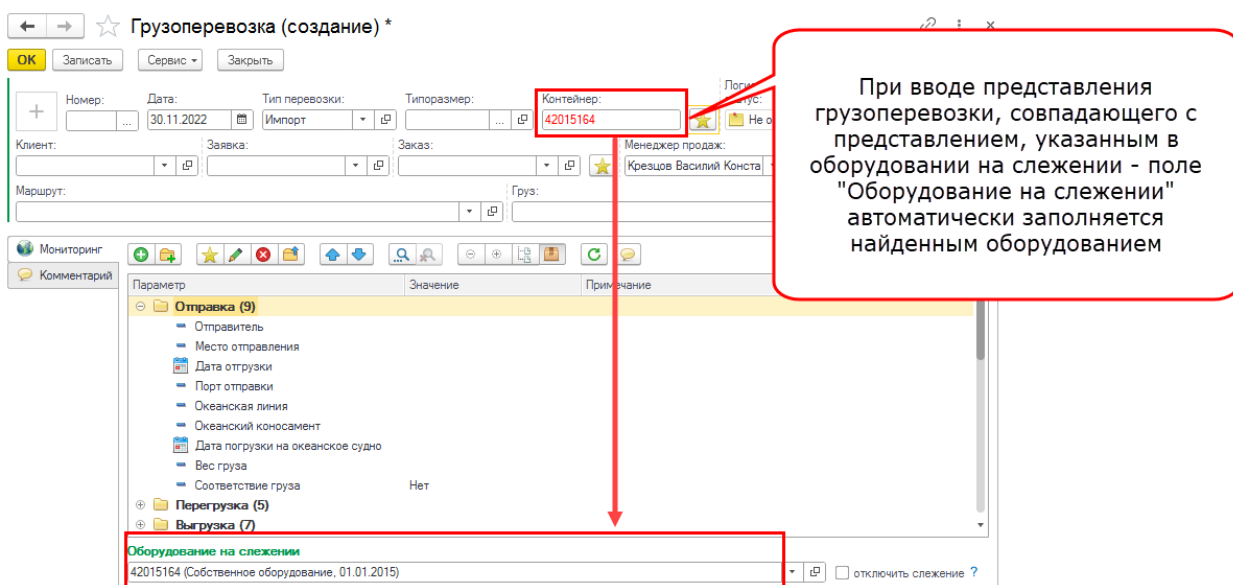 Грузоперевозка (создание) *
ОК Записать Сервис Закрыть
Номер: Дата: Тип перевозки: Типоразмер: Контейнер:
... 30.11.2022 Импорт ... 42015164 Не
Клиент: Заявка: Заказ: Менеджер продаж:
Крезцов Василий Конста
Маршрут: Груз:
При вводе представления
грузоперевозки, совпадающего с
представлением, указанным в
оборудовании на слежении - поле
"Оборудование на слежении"
автоматически заполняется
найденным оборудованием
Мониторинг
Комментарий
Параметр Значение Примечание
Отправка (9)
Отправитель
Место отправления
Дата отгрузки
Порт отправки
Океанская линия
Океанский коносамент
Дата погрузки на океанское судно
Вес груза
Соответствие груза Нет
Перегрузка (5)
Выгрузка (7)
Оборудование на слежении
42015164 (Собственное оборудование, 01.01.2015) отключить слежение ?